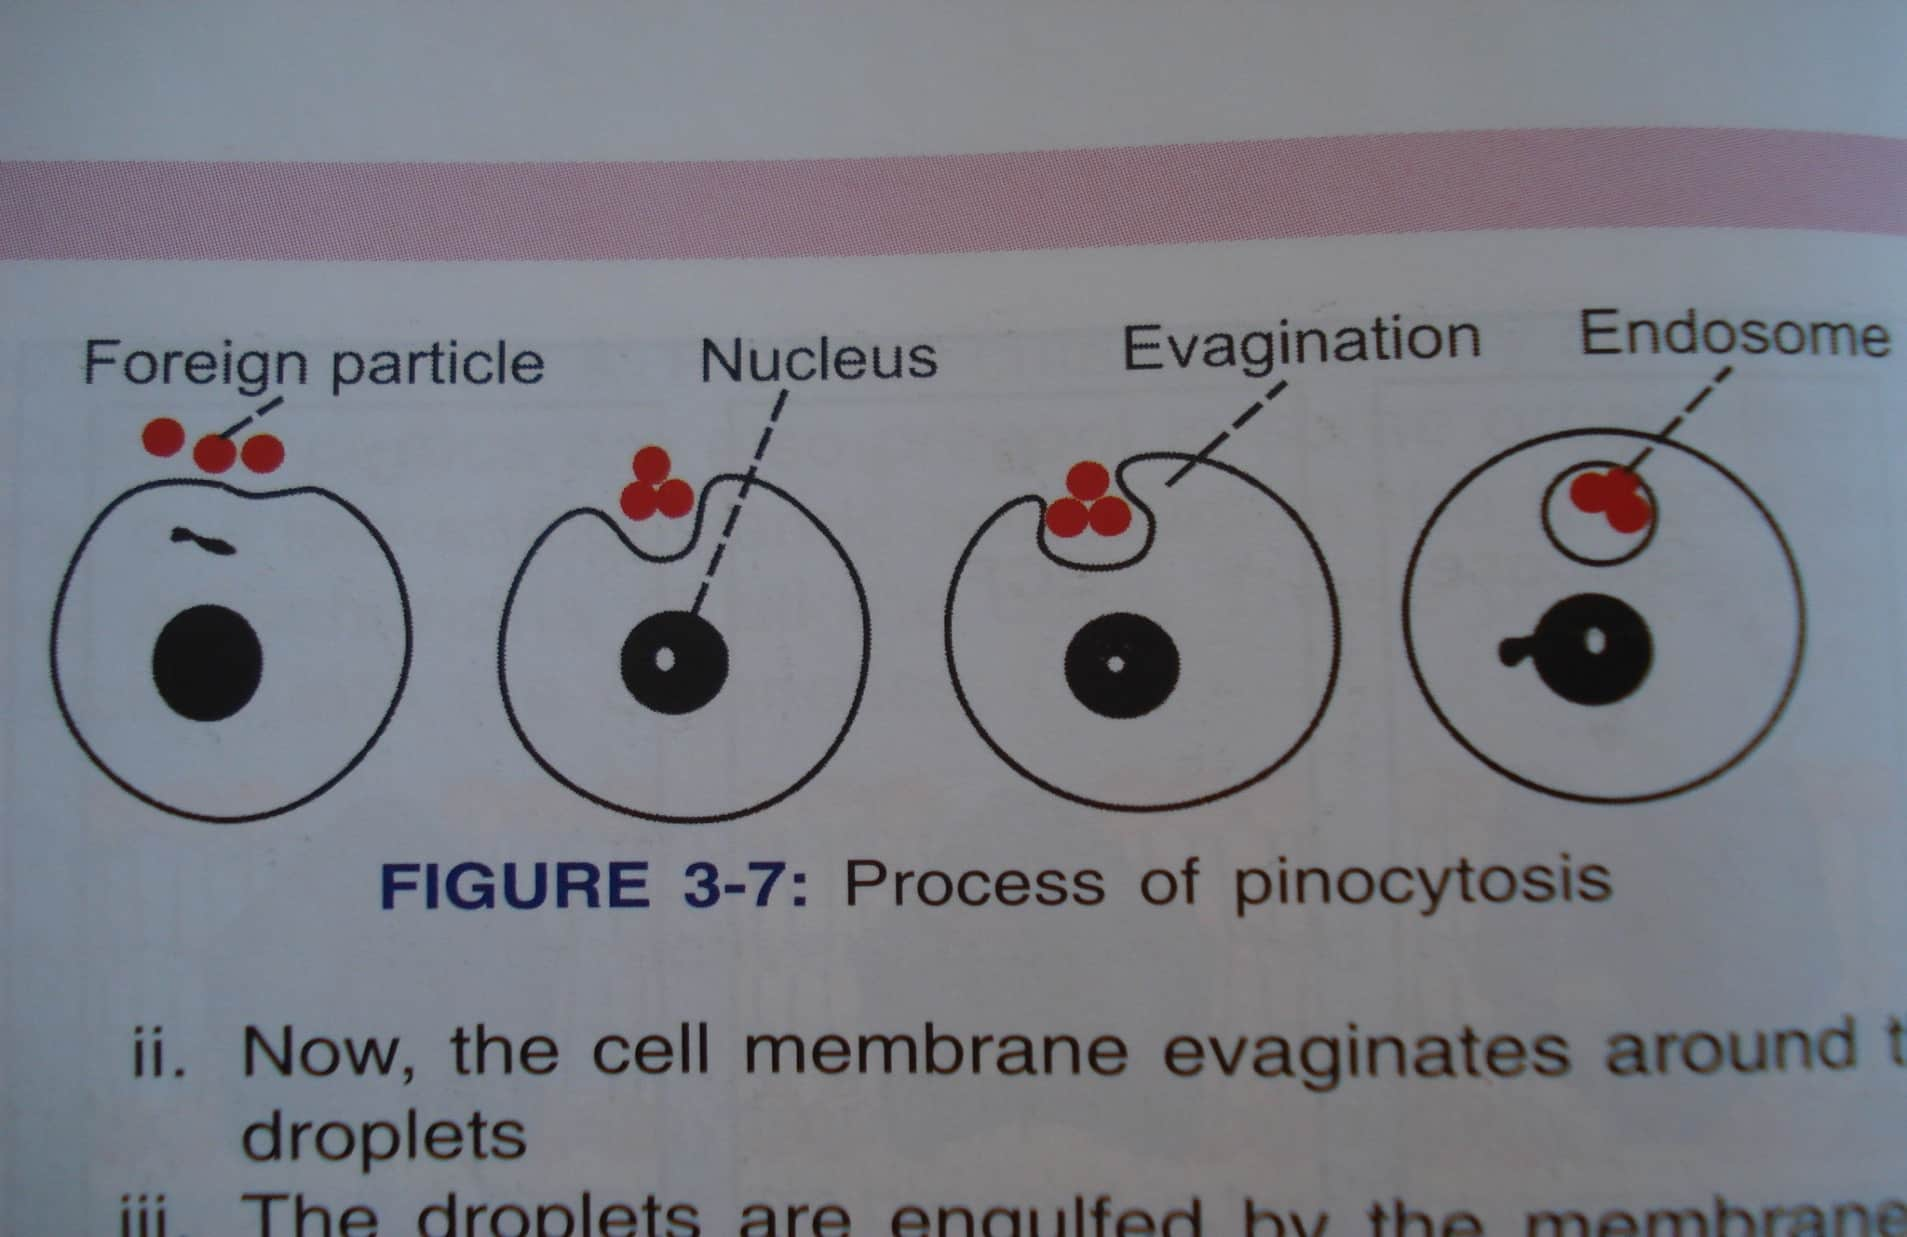 Foreign particle Nucleus Evagination Endosome
FIGURE 3-7: Process of pinocytosis
ii. Now, the cell membrane evaginates around
droplets
iii. The droplets are engulfed by the membrane